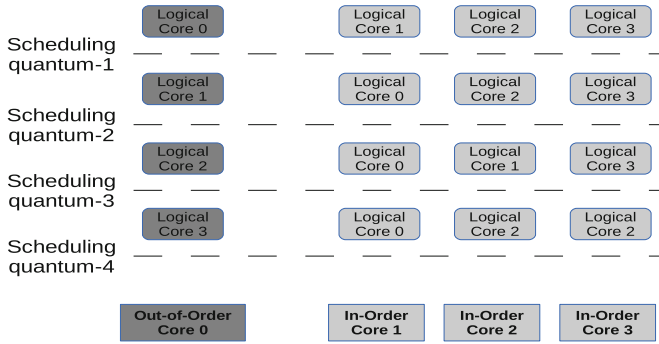 Logical Core 0 Logical Core 1 Logical Core 2 Logical Core 3
Scheduling quantum-1
Logical Core 1 Logical Core 0 Logical Core 2 Logical Core 3
Scheduling quantum-2
Logical Core 2 Logical Core 0 Logical Core 1 Logical Core 3
Scheduling quantum-3
Logical Core 3 Logical Core 0 Logical Core 2 Logical Core 2
Scheduling quantum-4
Out-of-Order Core 0 In-Order Core 1 In-Order Core 2 In-Order Core 3